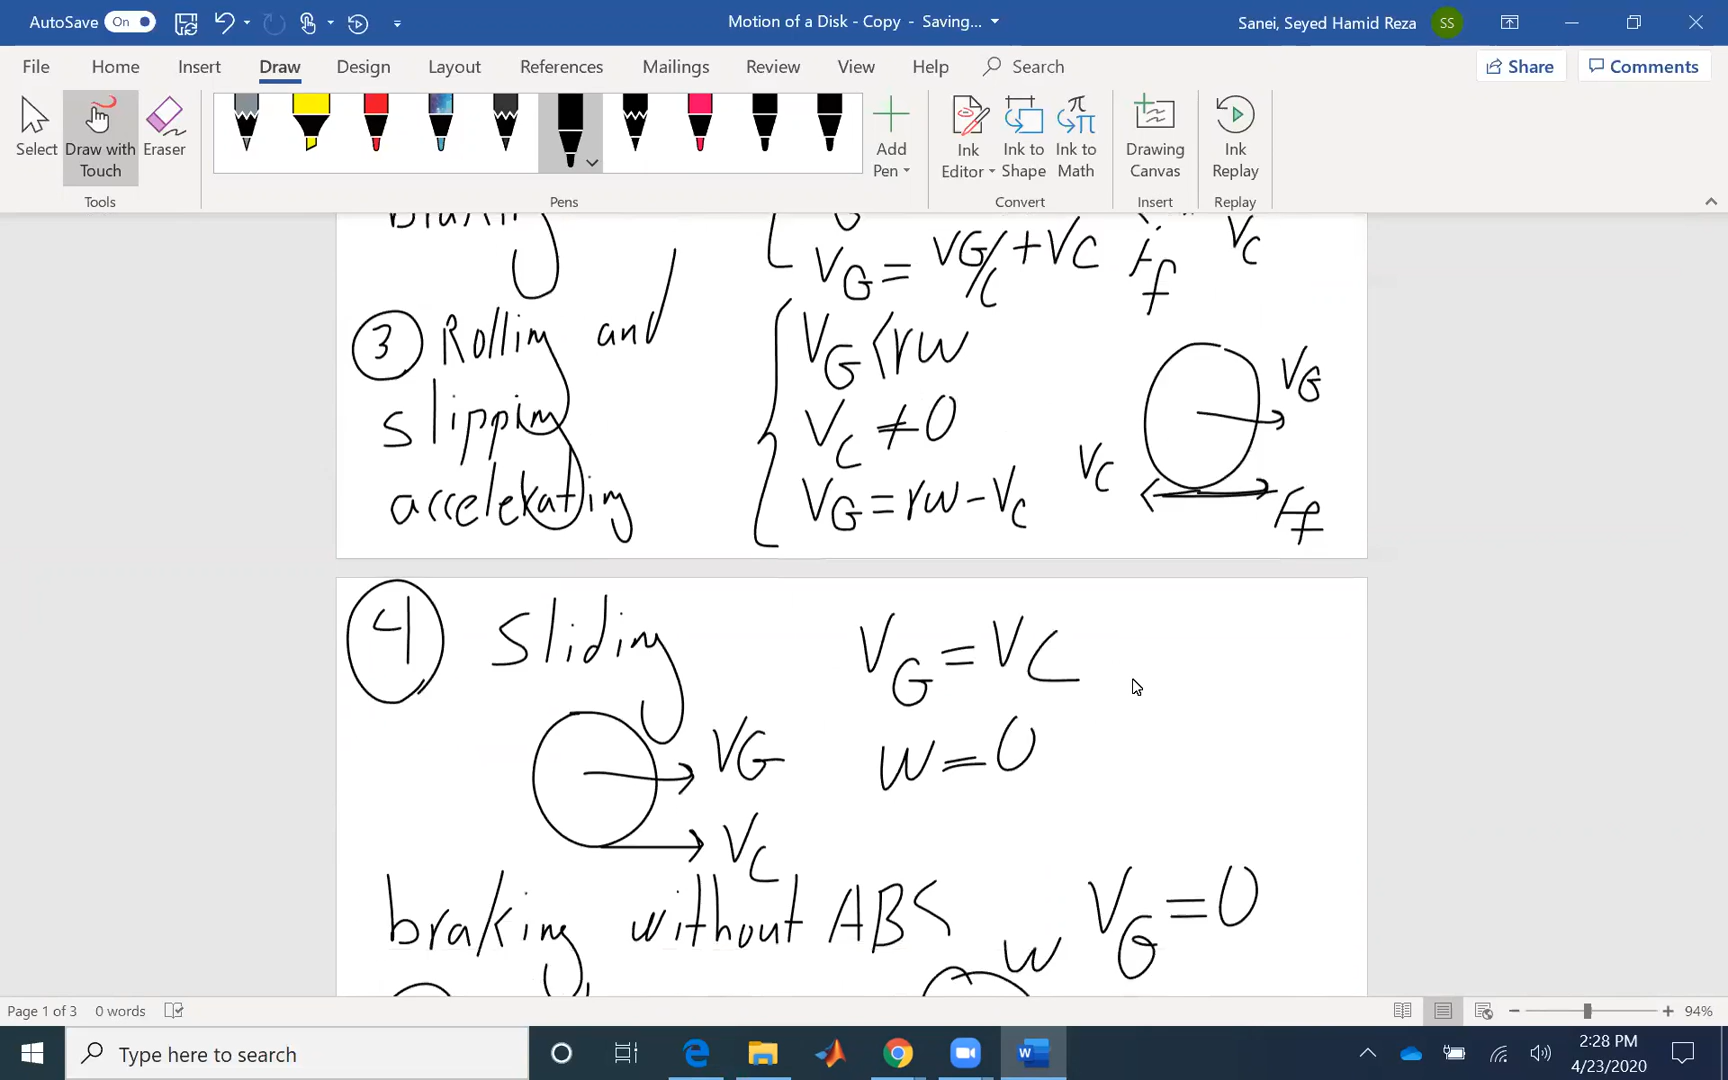 AutoSave On
Motion of a Disk - Copy - Saving...
Sanei, Seyed Hamid Reza SS
File Home Insert Draw Design Layout References Mailings Review View Help Search
Share Comments
Select Draw with Touch Eraser
Add Pen
Ink Editor Ink to Shape Ink to Math
Drawing Canvas
Ink Replay
Tools Pens Convert Insert Replay
braking
VG = VG/C + VC Ff VC
3 Rolling and
slipping
accelerating
VG < rw
VC ≠ 0
VG = rw - VC
VG
VC Ff
4 Sliding VG = VC
w = 0
VG
VC
braking without ABS
w VG = 0
Page 1 of 3 0 words
94%
Type here to search
2:28 PM
4/23/2020